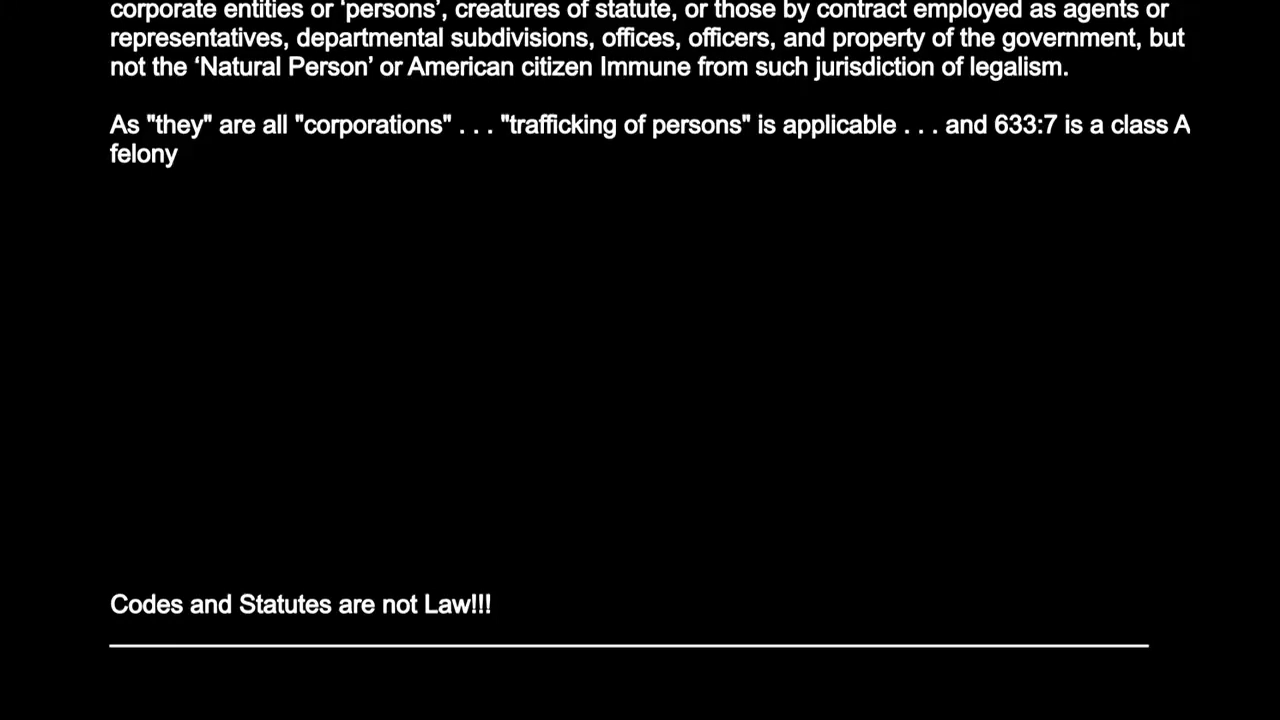 corporate entities or ‘persons’, creatures of statute, or those by contract employed as agents or
representatives, departmental subdivisions, offices, officers, and property of the government, but
not the ‘Natural Person’ or American citizen Immune from such jurisdiction of legalism.
As "they" are all "corporations" . . . "trafficking of persons" is applicable . . . and 633:7 is a class A
felony
Codes and Statutes are not Law!!!